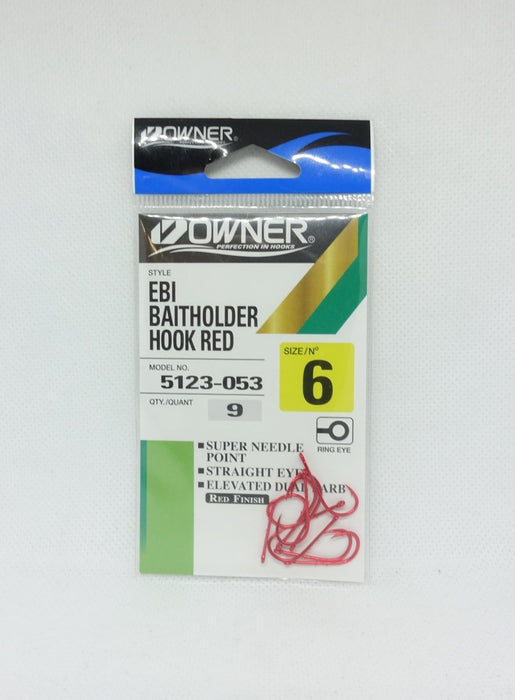 OWNER
OWNER®
PERFECTION IN HOOKS
STYLE
EBI
BAITHOLDER
HOOK RED
MODEL NO.
5123-053
QTY./QUANT
9
SIZE/Nº
6
RING EYE
■SUPER NEEDLE
POINT
■STRAIGHT EYE
■ELEVATED DUAL BARB
RED FINISH